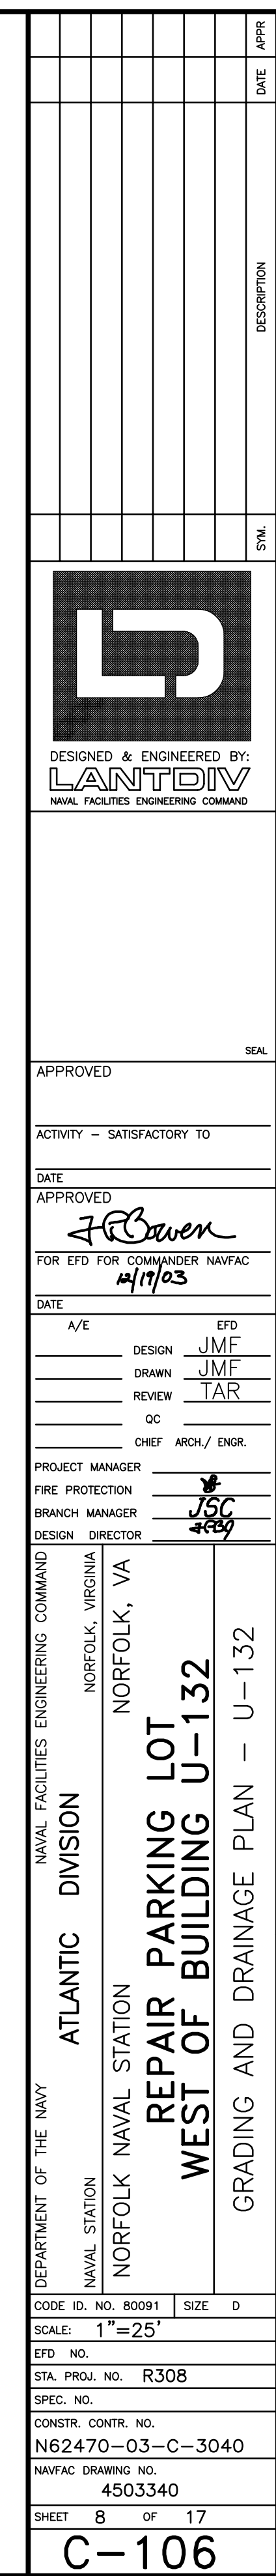 SYM.
DESCRIPTION
DATE
APPR
DESIGNED & ENGINEERED BY:
LANTDIV
NAVAL FACILITIES ENGINEERING COMMAND
SEAL
APPROVED
ACTIVITY – SATISFACTORY TO
DATE
APPROVED
FOR EFD FOR COMMANDER NAVFAC
12/19/03
DATE
A/E EFD
DESIGN JMF
DRAWN JMF
REVIEW TAR
QC
CHIEF ARCH./ ENGR.
PROJECT MANAGER
FIRE PROTECTION
BRANCH MANAGER JSC
DESIGN DIRECTOR
DEPARTMENT OF THE NAVY NAVAL FACILITIES ENGINEERING COMMAND
ATLANTIC DIVISION
NAVAL STATION NORFOLK, VIRGINIA
NORFOLK NAVAL STATION NORFOLK, VA
REPAIR PARKING LOT
WEST OF BUILDING U-132
GRADING AND DRAINAGE PLAN – U-132
CODE ID. NO. 80091 SIZE D
SCALE: 1"=25'
EFD NO.
STA. PROJ. NO. R308
SPEC. NO.
CONSTR. CONTR. NO.
N62470-03-C-3040
NAVFAC DRAWING NO.
4503340
SHEET 8 OF 17
C-106